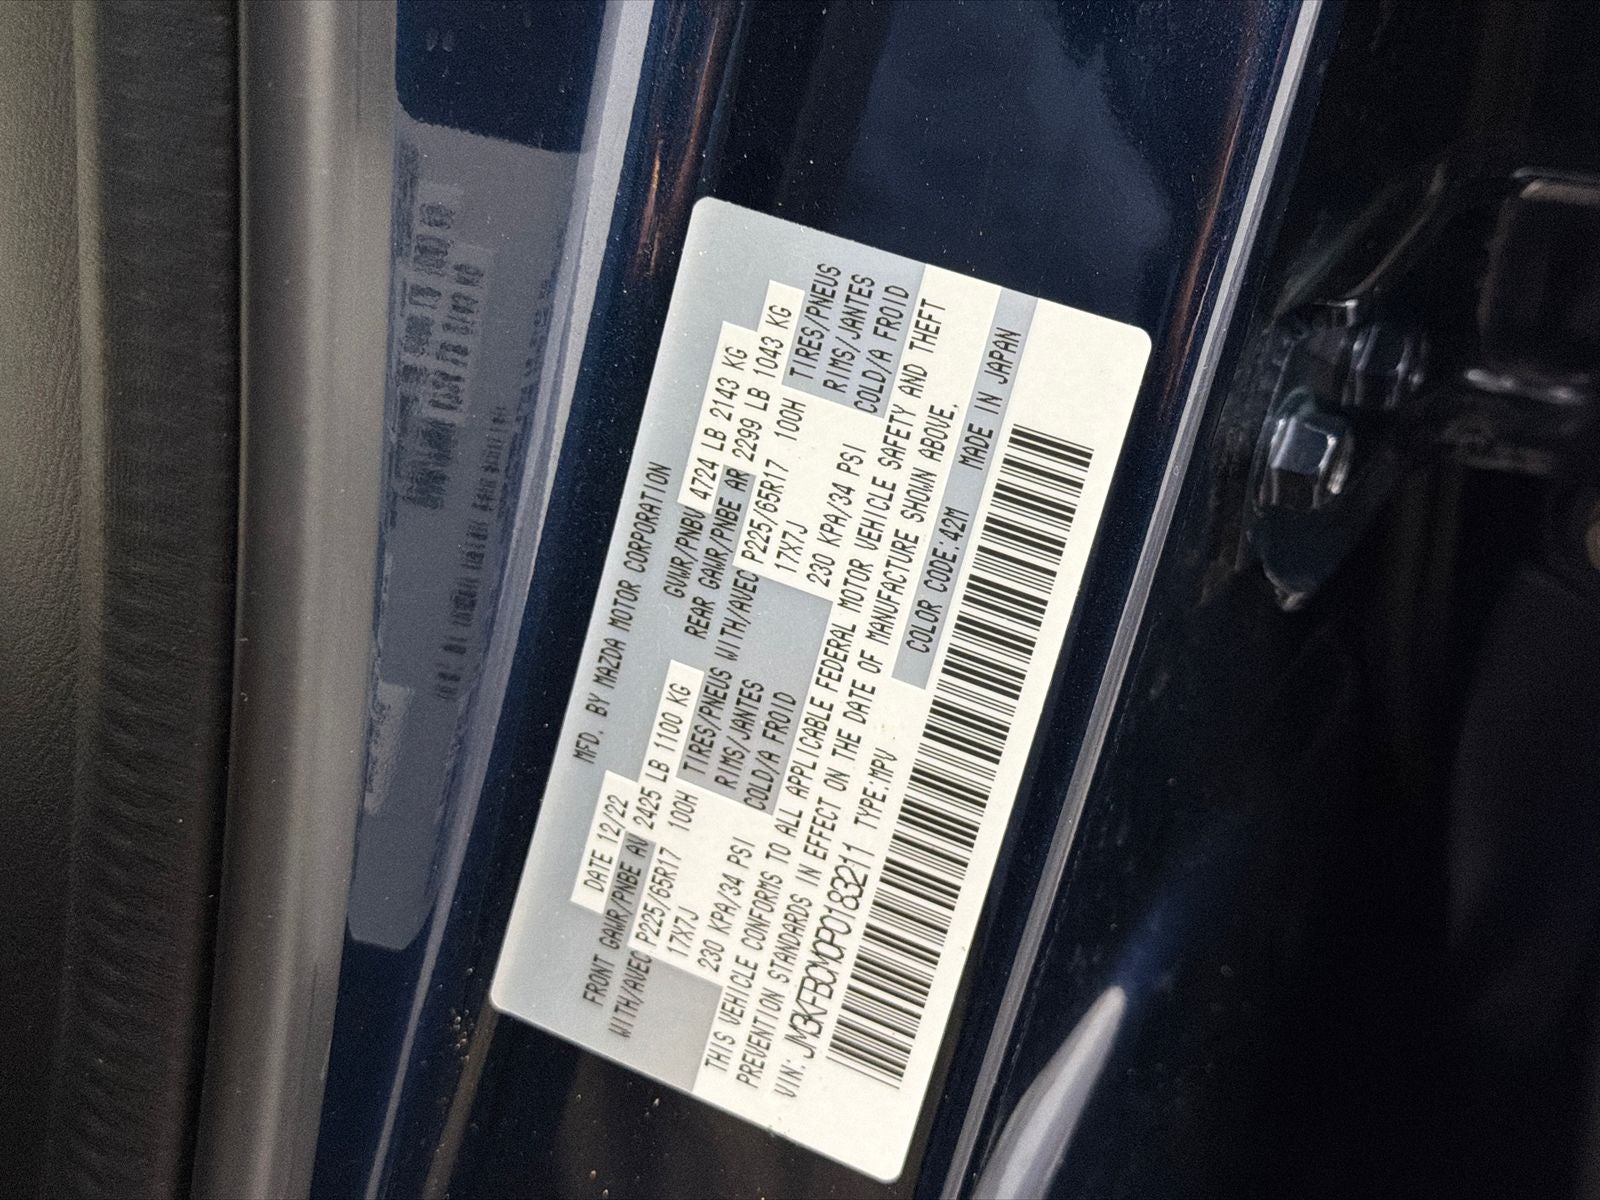 MFD. BY MAZDA MOTOR CORPORATION
DATE 12/22 GVWR/PNBV 4724 LB 2143 KG
FRONT GAWR/PNBE AV 2425 LB 1100 KG REAR GAWR/PNBE AR 2299 LB 1043 KG
WITH/AVEC P225/65R17 100H TIRES/PNEUS WITH/AVEC P225/65R17 100H TIRES/PNEUS
17X7J RIMS/JANTES 17X7J RIMS/JANTES
230 KPA/34 PSI COLD/A FROID 230 KPA/34 PSI COLD/A FROID
THIS VEHICLE CONFORMS TO ALL APPLICABLE FEDERAL MOTOR VEHICLE SAFETY AND THEFT
PREVENTION STANDARDS IN EFFECT ON THE DATE OF MANUFACTURE SHOWN ABOVE.
VIN: JM3KFBCM0P0183211 TYPE:MPV COLOR CODE:42M MADE IN JAPAN